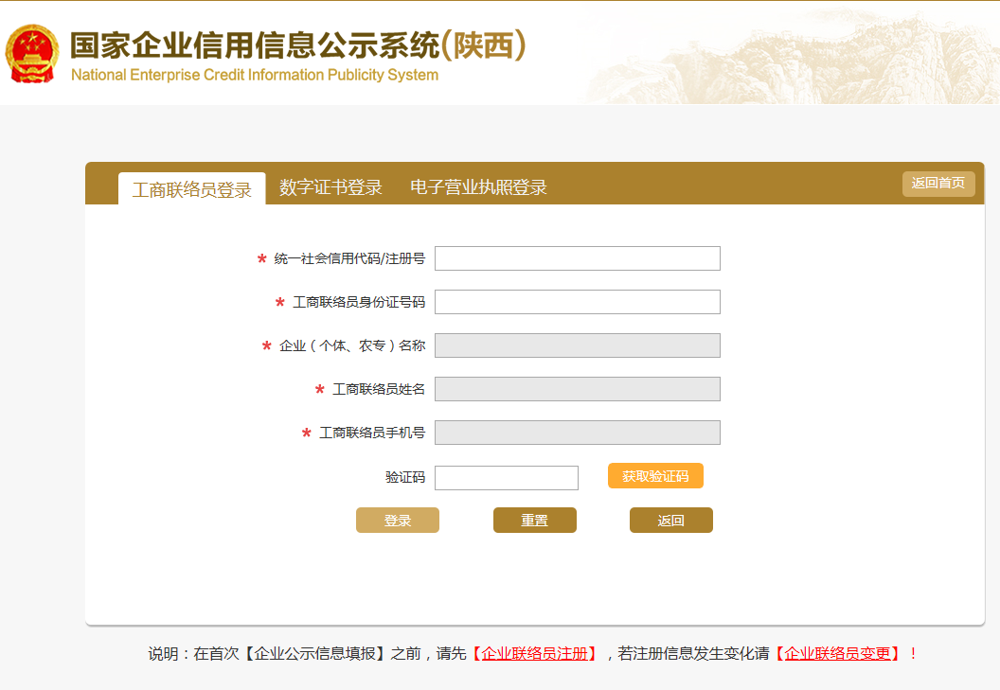 国家企业信用信息公示系统(陕西)
National Enterprise Credit Information Publicity System
工商联络员登录 数字证书登录 电子营业执照登录 返回首页
* 统一社会信用代码/注册号
* 工商联络员身份证号码
* 企业（个体、农专）名称
* 工商联络员姓名
* 工商联络员手机号
验证码 获取验证码
登录 重置 返回
说明：在首次【企业公示信息填报】之前，请先【企业联络员注册】，若注册信息发生变化请【企业联络员变更】！